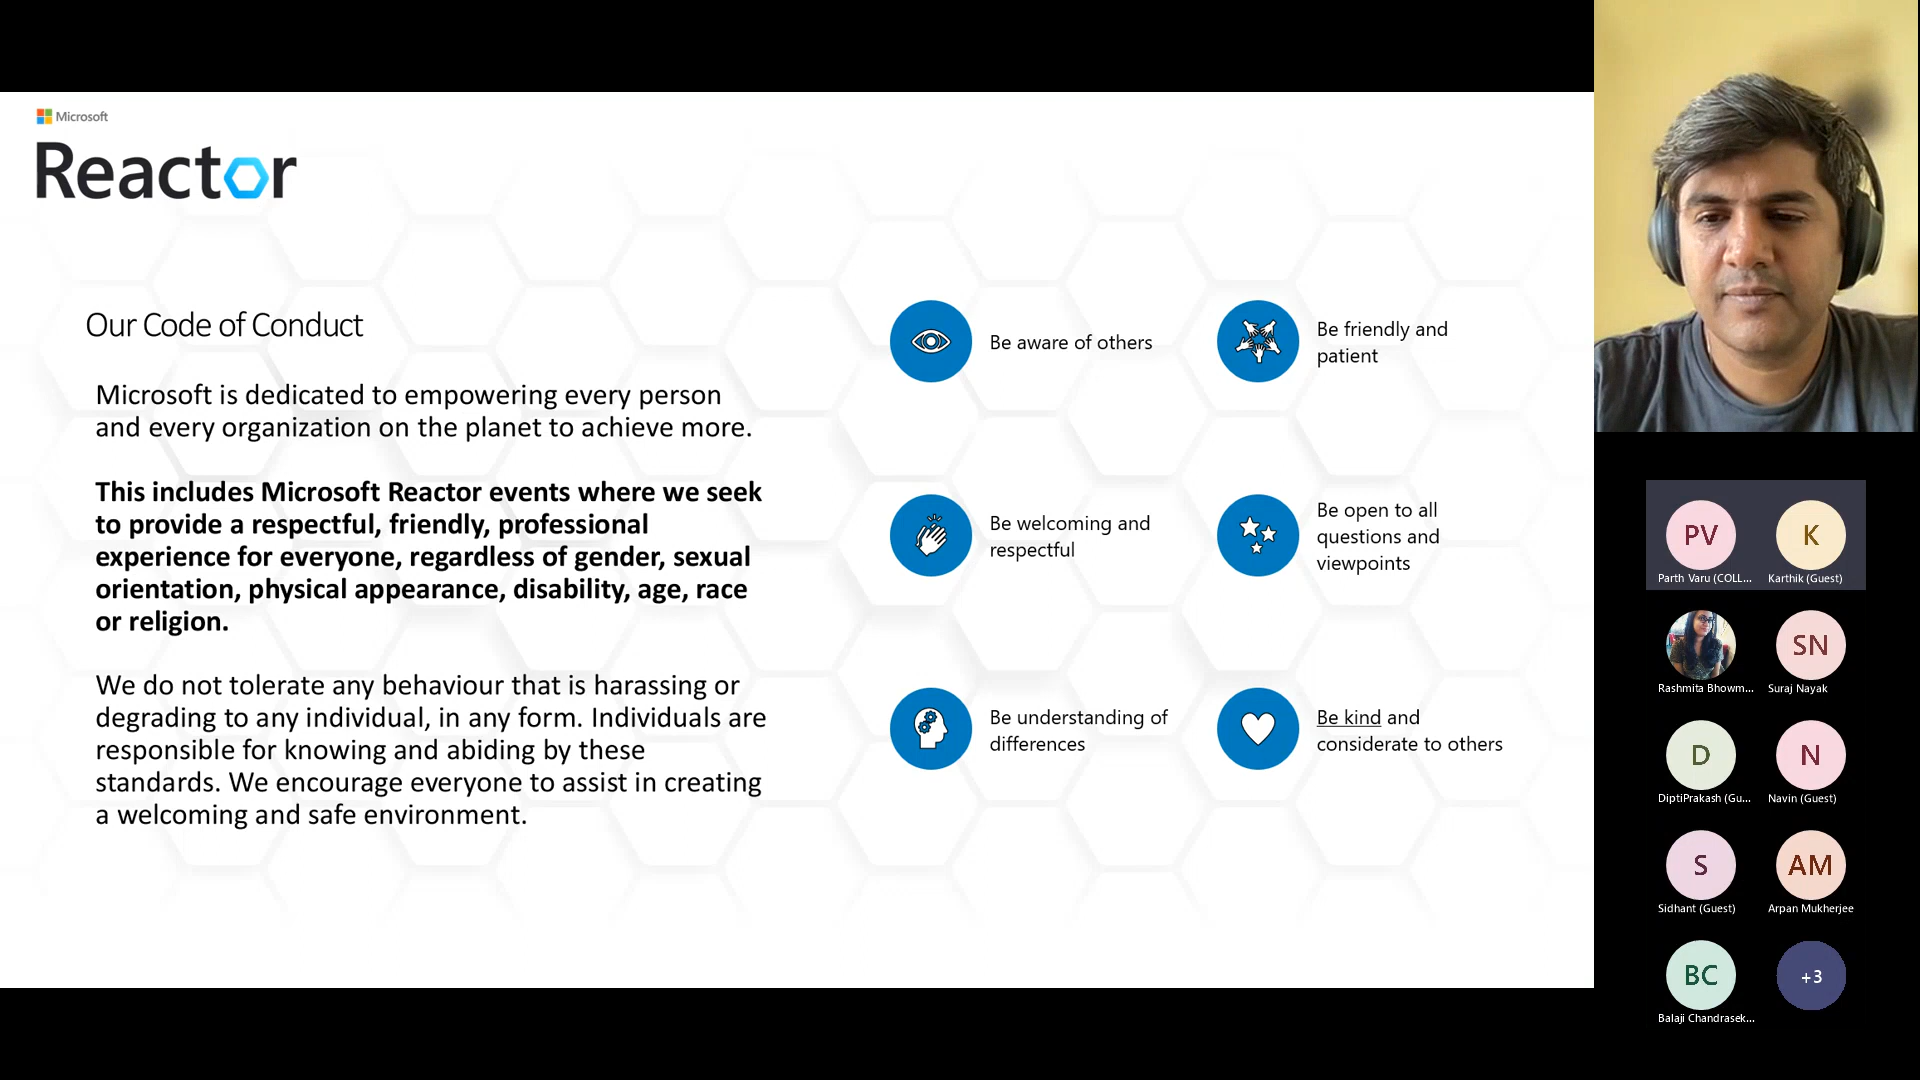 Microsoft
Reactor
Our Code of Conduct
Microsoft is dedicated to empowering every person
and every organization on the planet to achieve more.
This includes Microsoft Reactor events where we seek
to provide a respectful, friendly, professional
experience for everyone, regardless of gender, sexual
orientation, physical appearance, disability, age, race
or religion.
We do not tolerate any behaviour that is harassing or
degrading to any individual, in any form. Individuals are
responsible for knowing and abiding by these
standards. We encourage everyone to assist in creating
a welcoming and safe environment.
Be aware of others
Be friendly and
patient
Be welcoming and
respectful
Be open to all
questions and
viewpoints
Be understanding of
differences
Be kind and
considerate to others
PV
Parth Varu (COLL...
K
Karthik (Guest)
Rashmita Bhowm...
SN
Suraj Nayak
D
DiptiPrakash (Gu...
N
Navin (Guest)
S
Sidhant (Guest)
AM
Arpan Mukherjee
BC
Balaji Chandrasek...
+3